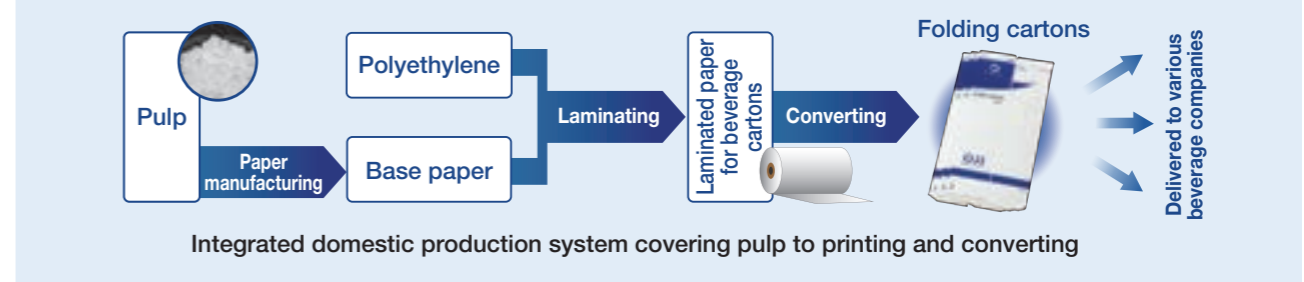 Pulp
Paper
manufacturing
Polyethylene
Base paper
Laminating
Laminated paper
for beverage
cartons
Converting
Folding cartons
Delivered to various
beverage companies
Integrated domestic production system covering pulp to printing and converting